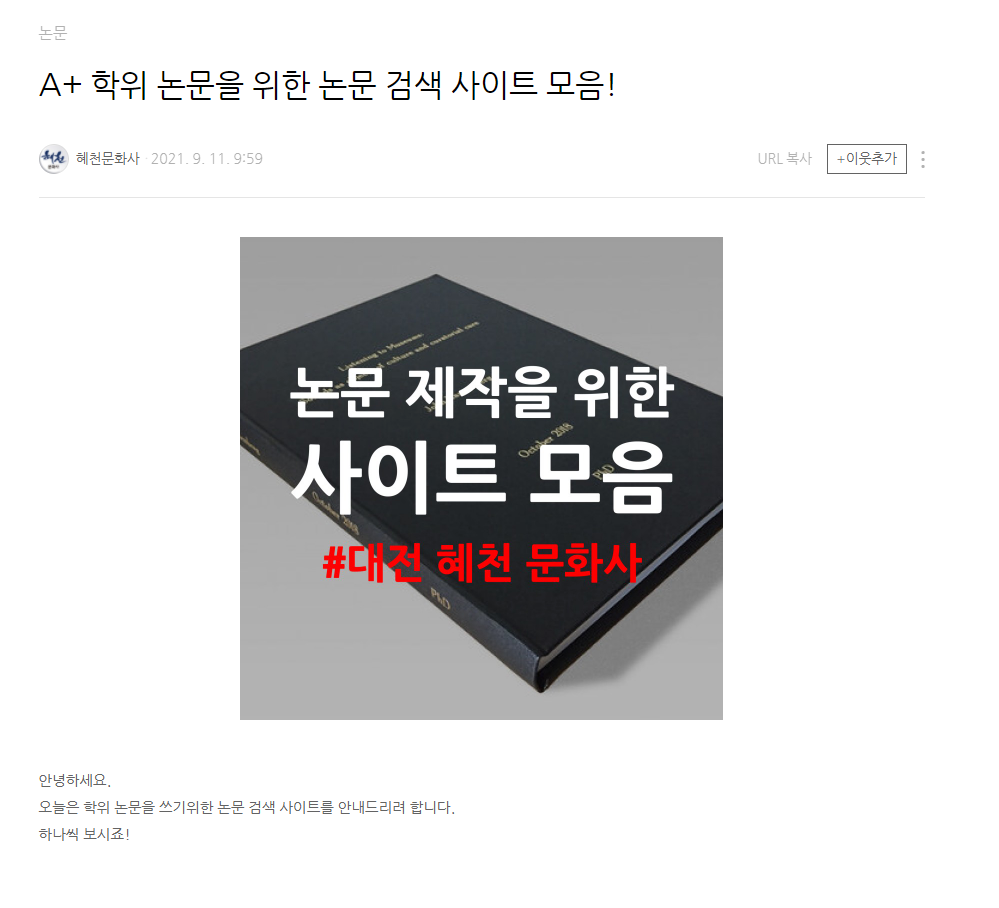 논문
A+ 학위 논문을 위한 논문 검색 사이트 모음!
혜천문화사 · 2021. 9. 11. 9:59
URL 복사 +이웃추가
Listening to Museums:
culture and curatorial care
논문 제작을 위한
October 2018
사이트 모음
PhD
October 2018
#대전 혜천 문화사
PhD
안녕하세요.
오늘은 학위 논문을 쓰기위한 논문 검색 사이트를 안내드리려 합니다.
하나씩 보시죠!